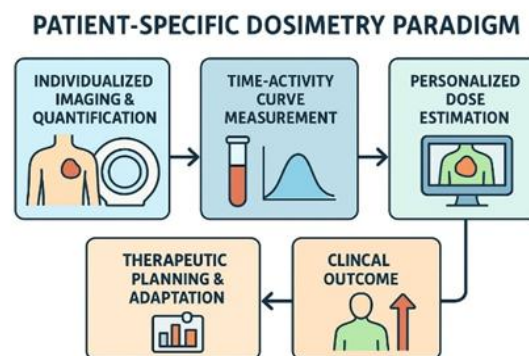 PATIENT-SPECIFIC DOSIMETRY PARADIGM
INDIVIDUALIZED
IMAGING &
QUANTIFICATION
TIME-ACTIVITY
CURVE
MEASUREMENT
PERSONALIZED
DOSE
ESTIMATION
THERAPEUTIC
PLANNING &
ADAPTATION
CLINCAL
OUTCOME